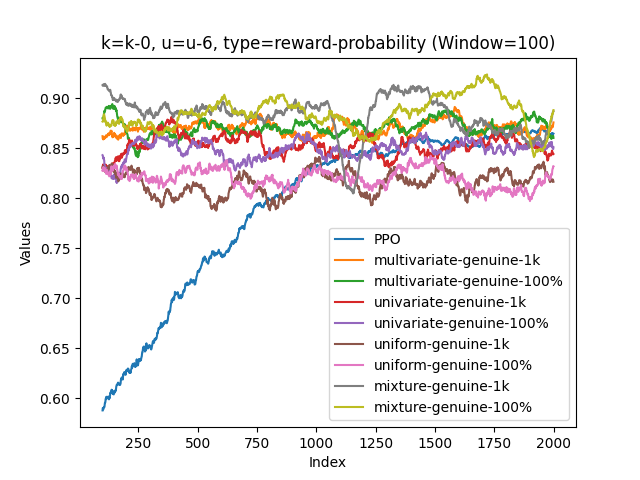 k=k-0, u=u-6, type=reward-probability (Window=100)
Values
0.90
0.85
0.80
0.75
0.70
0.65
0.60
PPO
multivariate-genuine-1k
multivariate-genuine-100%
univariate-genuine-1k
univariate-genuine-100%
uniform-genuine-1k
uniform-genuine-100%
mixture-genuine-1k
mixture-genuine-100%
250 500 750 1000 1250 1500 1750 2000
Index